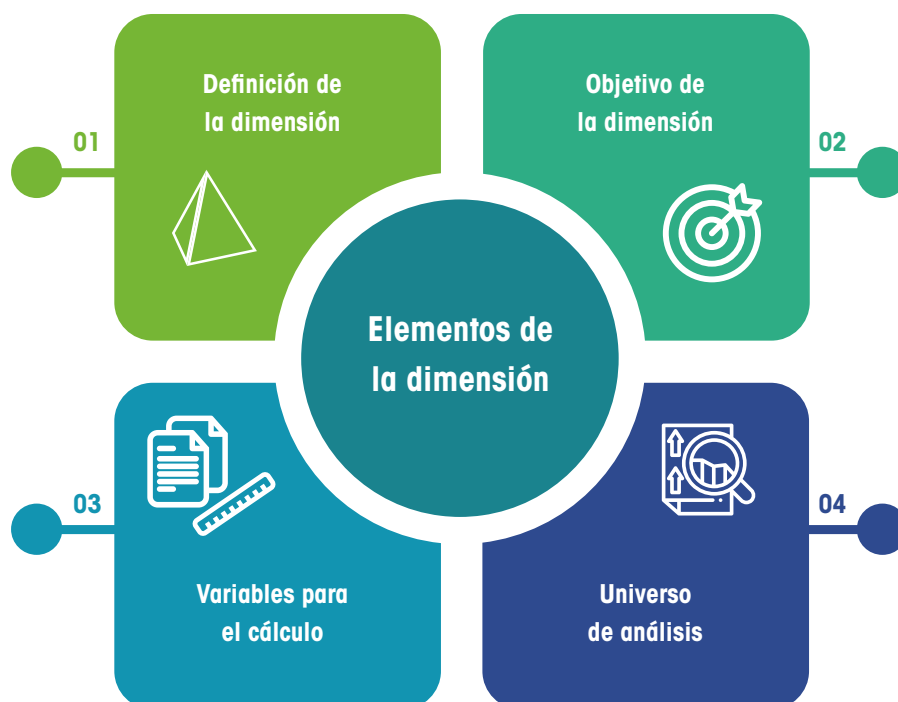 Definición de
la dimensión
01
Objetivo de
la dimensión
02
Elementos de
la dimensión
03
Variables para
el cálculo
04
Universo
de análisis